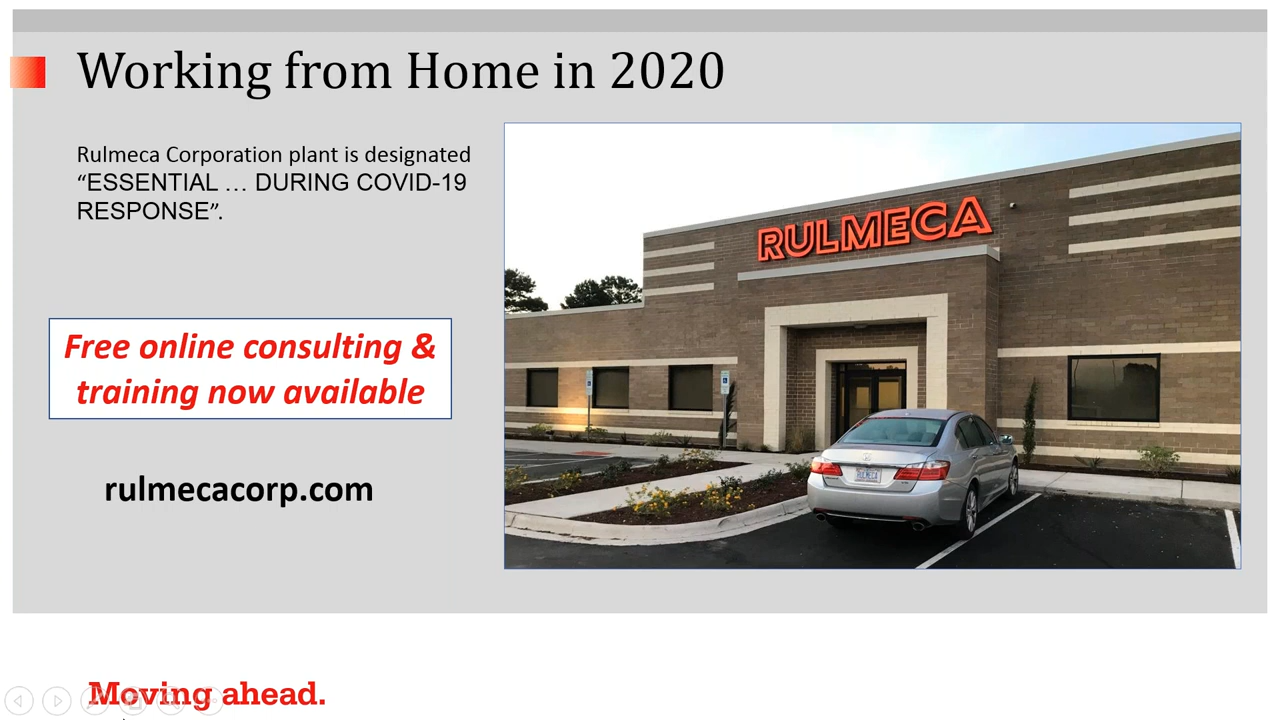 Working from Home in 2020
Rulmeca Corporation plant is designated
“ESSENTIAL … DURING COVID-19
RESPONSE”.
Free online consulting &
training now available
rulmecacorp.com
RULMECA
RULMECA
Moving ahead.